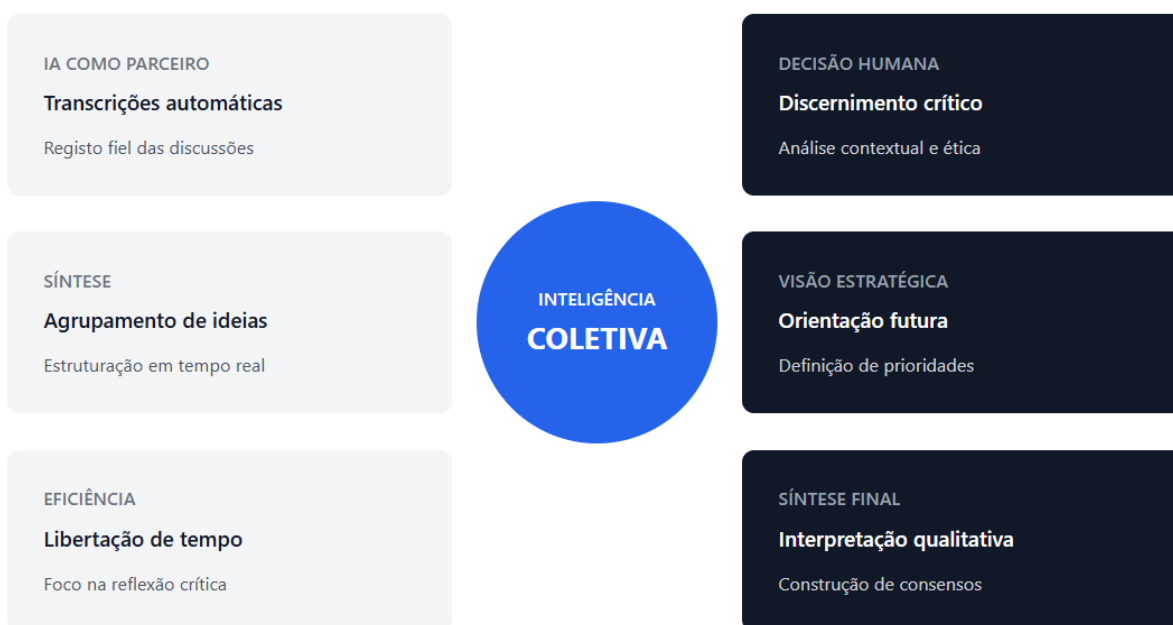 IA COMO PARCEIRO
Transcrições automáticas
Registo fiel das discussões
SÍNTESE
Agrupamento de ideias
Estruturação em tempo real
EFICIÊNCIA
Libertação de tempo
Foco na reflexão crítica
INTELIGÊNCIA
COLETIVA
DECISÃO HUMANA
Discernimento crítico
Análise contextual e ética
VISÃO ESTRATÉGICA
Orientação futura
Definição de prioridades
SÍNTESE FINAL
Interpretação qualitativa
Construção de consensos